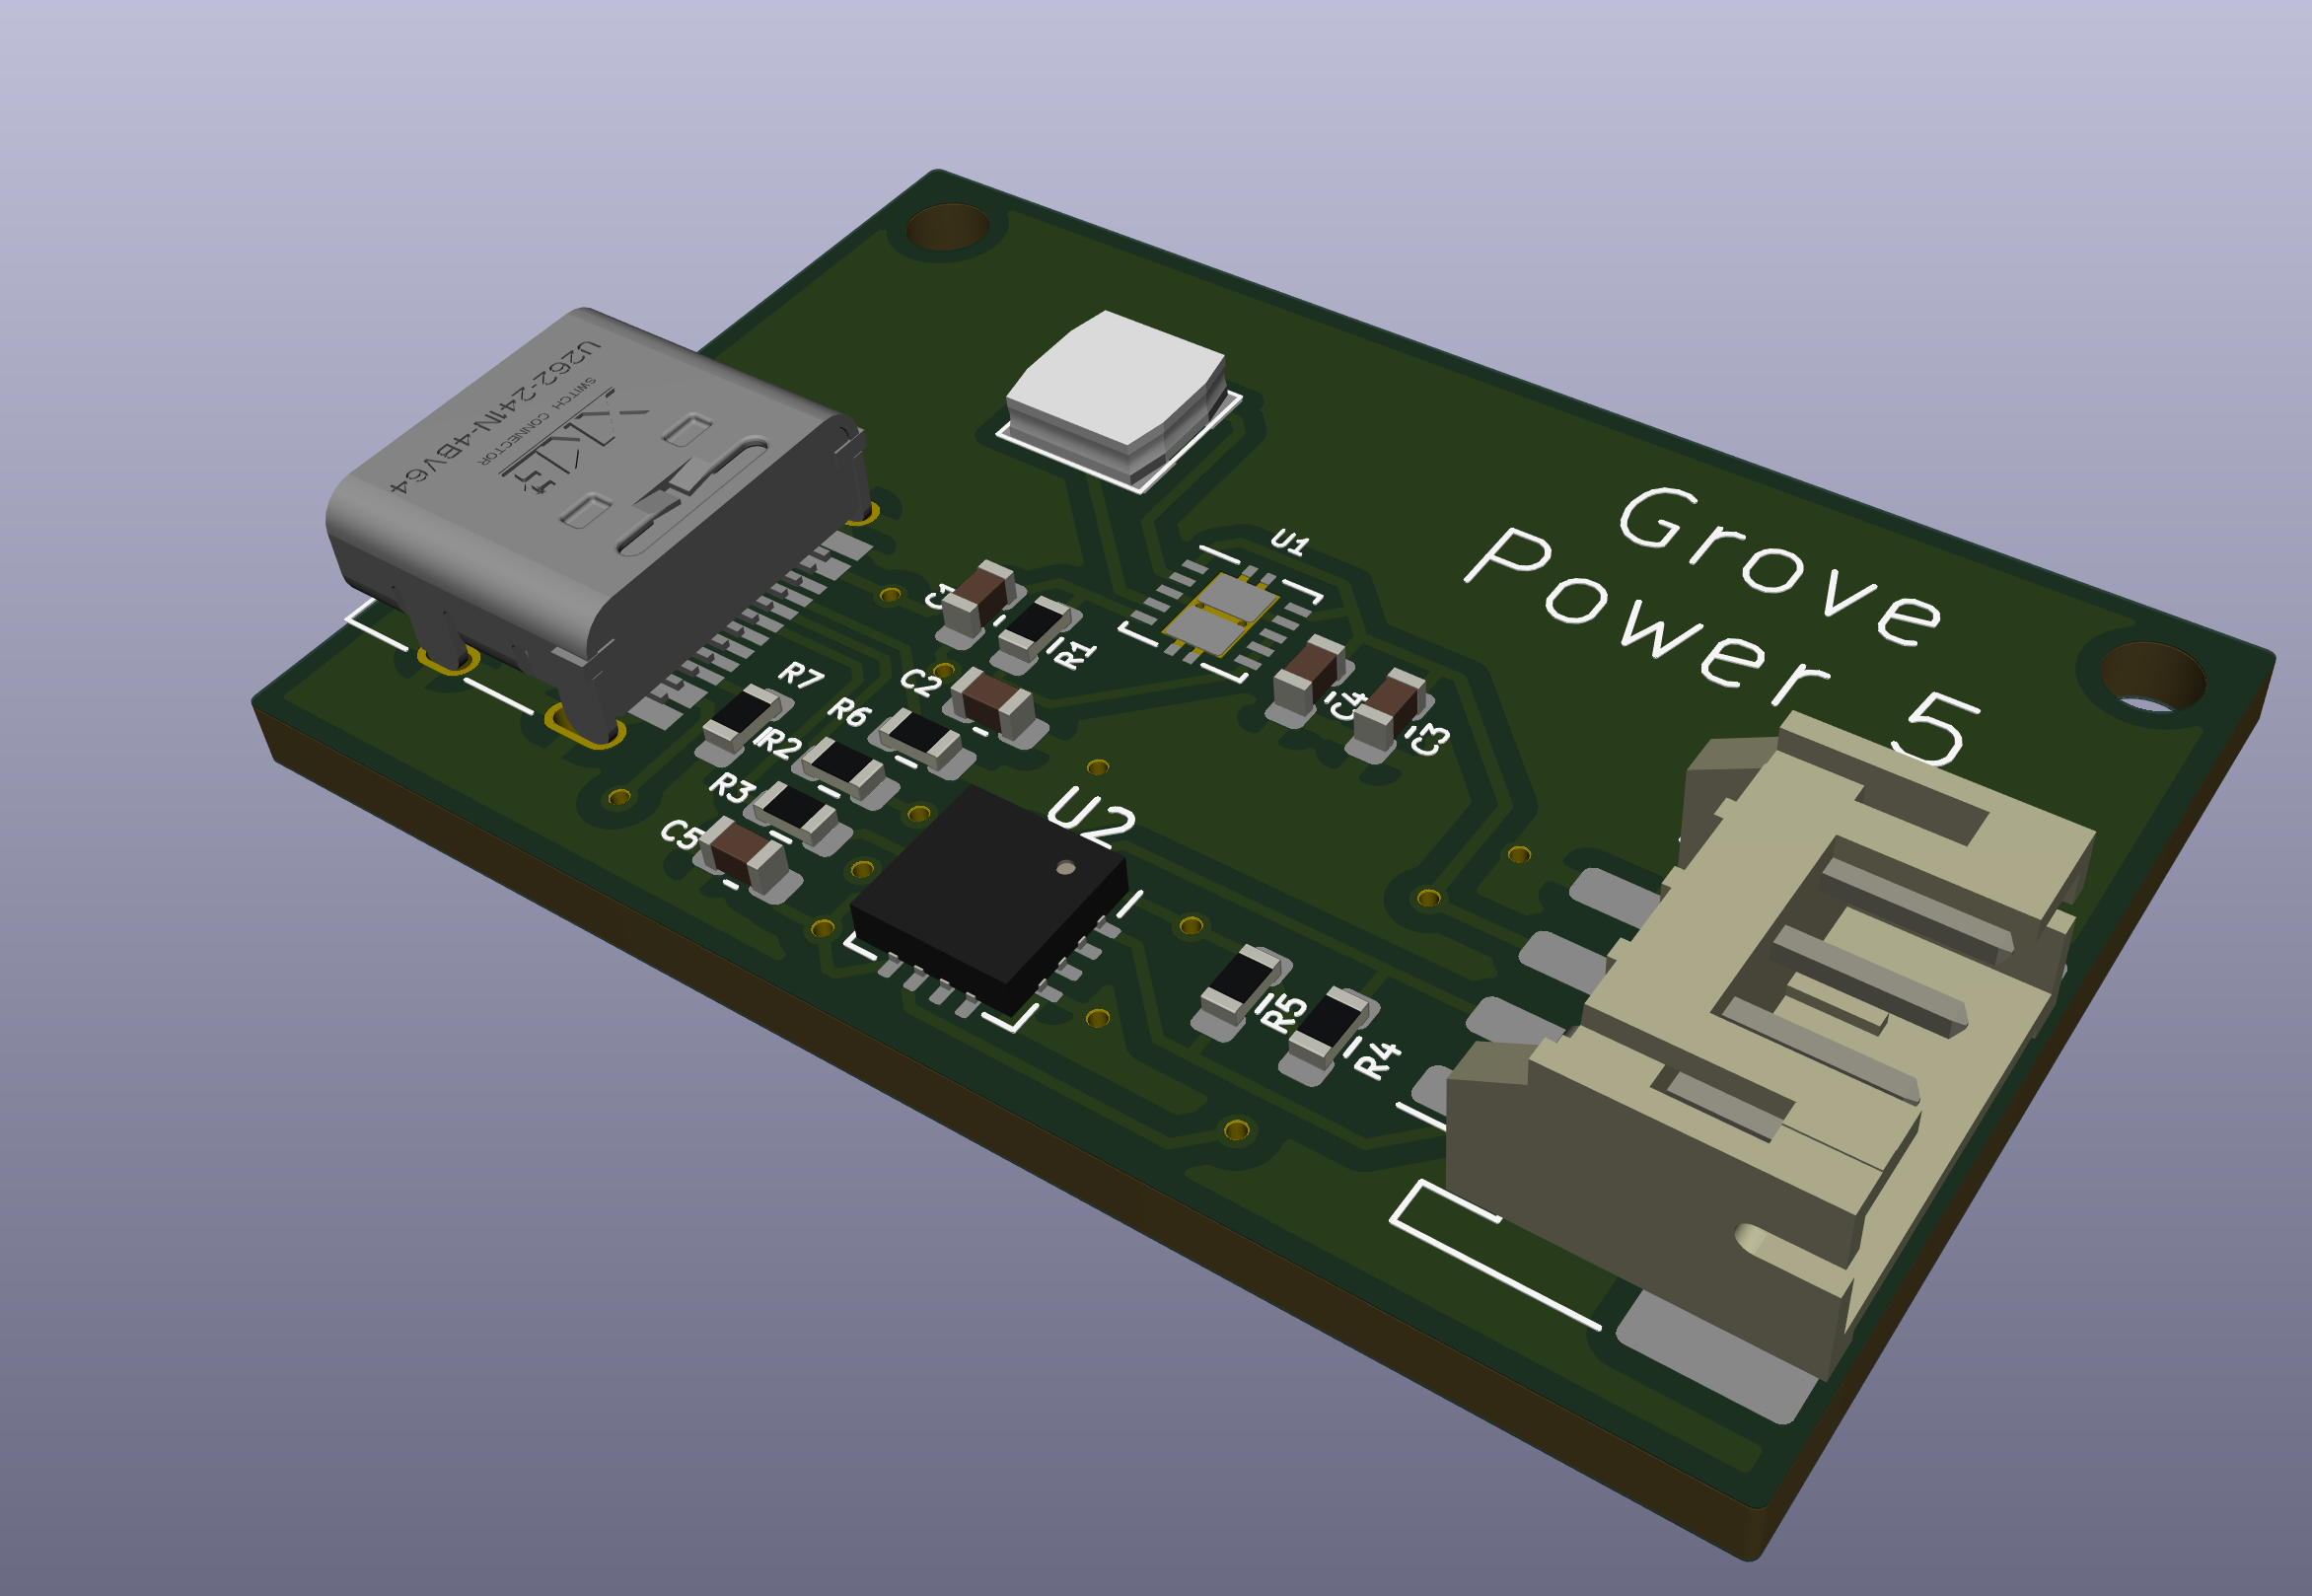 Grove
Power 5
U262-241N-4BV64
SWITCH CONNECTOR
XKB
U1
C1
R1
R7
C2
R6
R2
C4
C3
R3
C5
U2
R5
R4